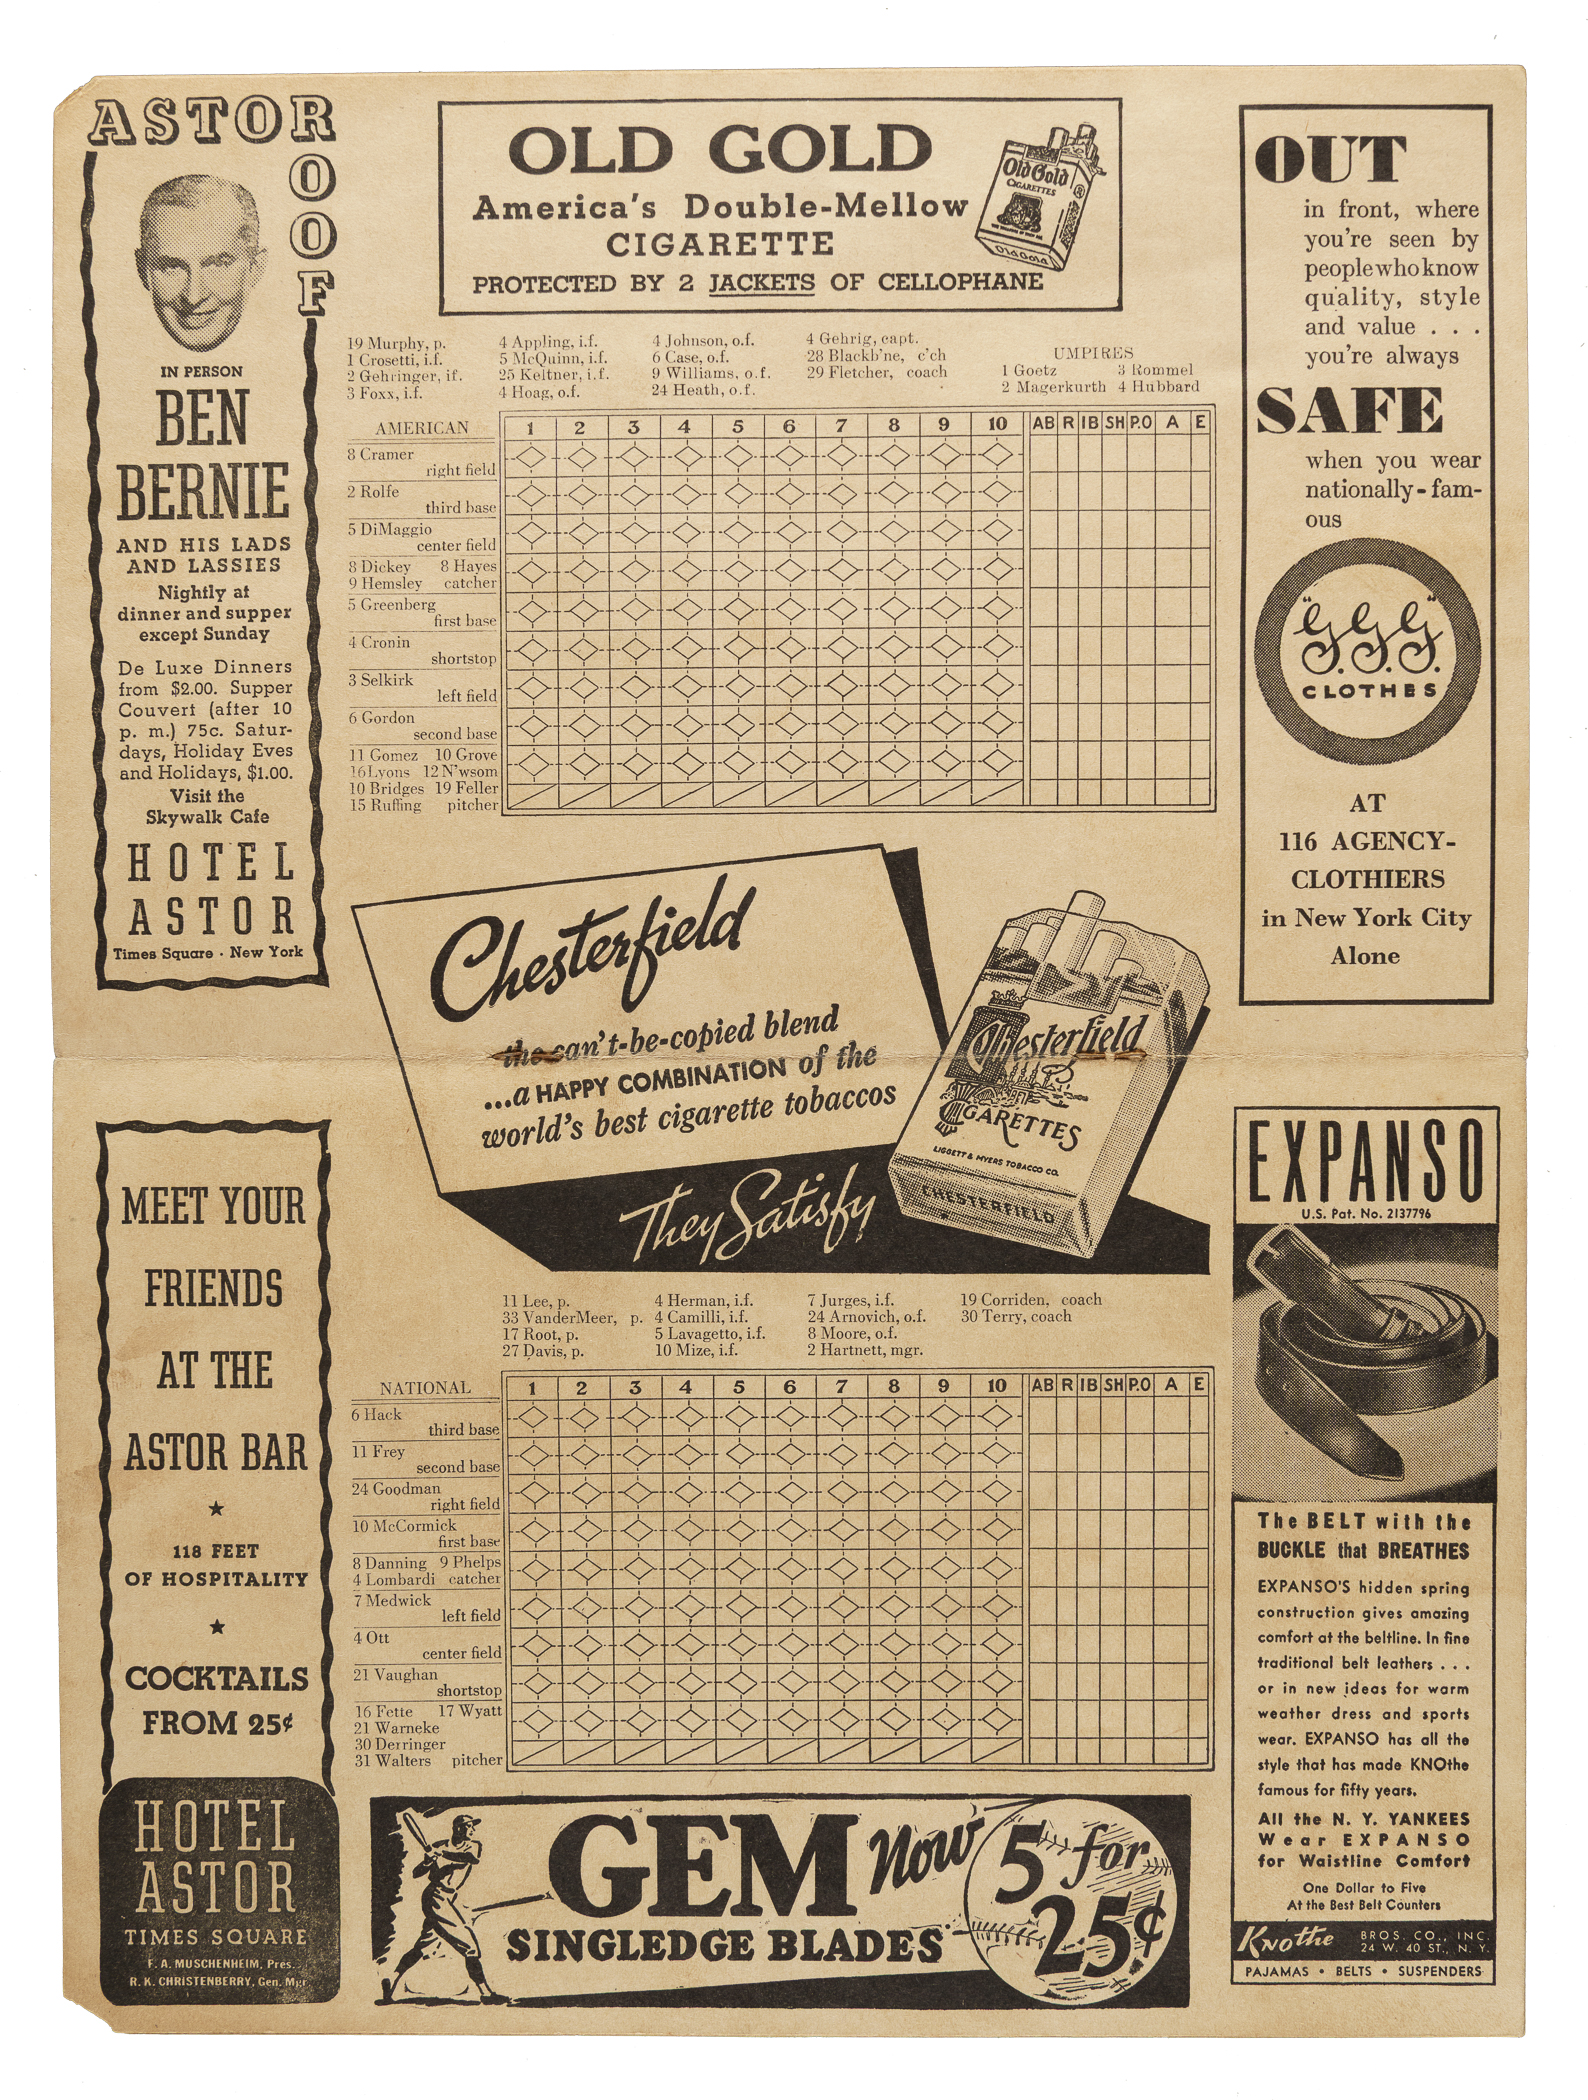 ASTOR
ROOF
IN PERSON
BEN
BERNIE
AND HIS LADS
AND LASSIES
Nightly at
dinner and supper
except Sunday
De Luxe Dinners
from $2.00. Supper
Couvert (after 10
p. m.) 75c. Satur-
days, Holiday Eves
and Holidays, $1.00.
Visit the
Skywalk Cafe
HOTEL
ASTOR
Times Square · New York
OLD GOLD
America's Double-Mellow
CIGARETTE
PROTECTED BY 2 JACKETS OF CELLOPHANE
Old Gold
CIGARETTES
Old Gold
19 Murphy, p.
1 Crosetti, i.f.
2 Gehringer, if.
3 Foxx, i.f.
4 Appling, i.f.
5 McQuinn, i.f.
25 Keltner, i.f.
4 Hoag, o.f.
4 Johnson, o.f.
6 Case, o.f.
9 Williams, o.f.
24 Heath, o.f.
4 Gehrig, capt.
28 Blackb'ne, c'ch
29 Fletcher, coach
UMPIRES
1 Goetz 3 Rommel
2 Magerkurth 4 Hubbard
AMERICAN 1 2 3 4 5 6 7 8 9 10 AB R IB SH P.O A E
8 Cramer
right field
2 Rolfe
third base
5 DiMaggio
center field
8 Dickey 8 Hayes
9 Hemsley catcher
5 Greenberg
first base
4 Cronin
shortstop
3 Selkirk
left field
6 Gordon
second base
11 Gomez 10 Grove
16 Lyons 12 N'wsom
10 Bridges 19 Feller
15 Ruffing pitcher
OUT
in front, where
you're seen by
people who know
quality, style
and value . . .
you're always
SAFE
when you wear
nationally-fam-
ous
"G.G.G."
CLOTHES
AT
116 AGENCY-
CLOTHIERS
in New York City
Alone
Chesterfield
the can't-be-copied blend
...a HAPPY COMBINATION of the
world's best cigarette tobaccos
They Satisfy
Chesterfield
CIGARETTES
LIGGETT & MYERS TOBACCO CO.
CHESTERFIELD
MEET YOUR
FRIENDS
AT THE
ASTOR BAR
★
118 FEET
OF HOSPITALITY
★
COCKTAILS
FROM 25¢
HOTEL
ASTOR
TIMES SQUARE
F. A. MUSCHENHEIM, Pres.
R. K. CHRISTENBERRY, Gen. Mgr.
11 Lee, p.
33 VanderMeer, p.
17 Root, p.
27 Davis, p.
4 Herman, i.f.
4 Camilli, i.f.
5 Lavagetto, i.f.
10 Mize, i.f.
7 Jurges, i.f.
24 Arnovich, o.f.
8 Moore, o.f.
2 Hartnett, mgr.
19 Corriden, coach
30 Terry, coach
NATIONAL 1 2 3 4 5 6 7 8 9 10 AB R IB SH P.O A E
6 Hack
third base
11 Frey
second base
24 Goodman
right field
10 McCormick
first base
8 Danning 9 Phelps
4 Lombardi catcher
7 Medwick
left field
4 Ott
center field
21 Vaughan
shortstop
16 Fette 17 Wyatt
21 Warneke
30 Derringer
31 Walters pitcher
GEM Now 5 for 25¢
SINGLEDGE BLADES
EXPANSO
U.S. Pat. No. 2137796
The BELT with the
BUCKLE that BREATHES
EXPANSO'S hidden spring
construction gives amazing
comfort at the beltline. In fine
traditional belt leathers . . .
or in new ideas for warm
weather dress and sports
wear. EXPANSO has all the
style that has made KNOthe
famous for fifty years.
All the N. Y. YANKEES
Wear EXPANSO
for Waistline Comfort
One Dollar to Five
At the Best Belt Counters
Knothe BROS. CO., INC.
24 W. 40 ST., N. Y.
PAJAMAS • BELTS • SUSPENDERS